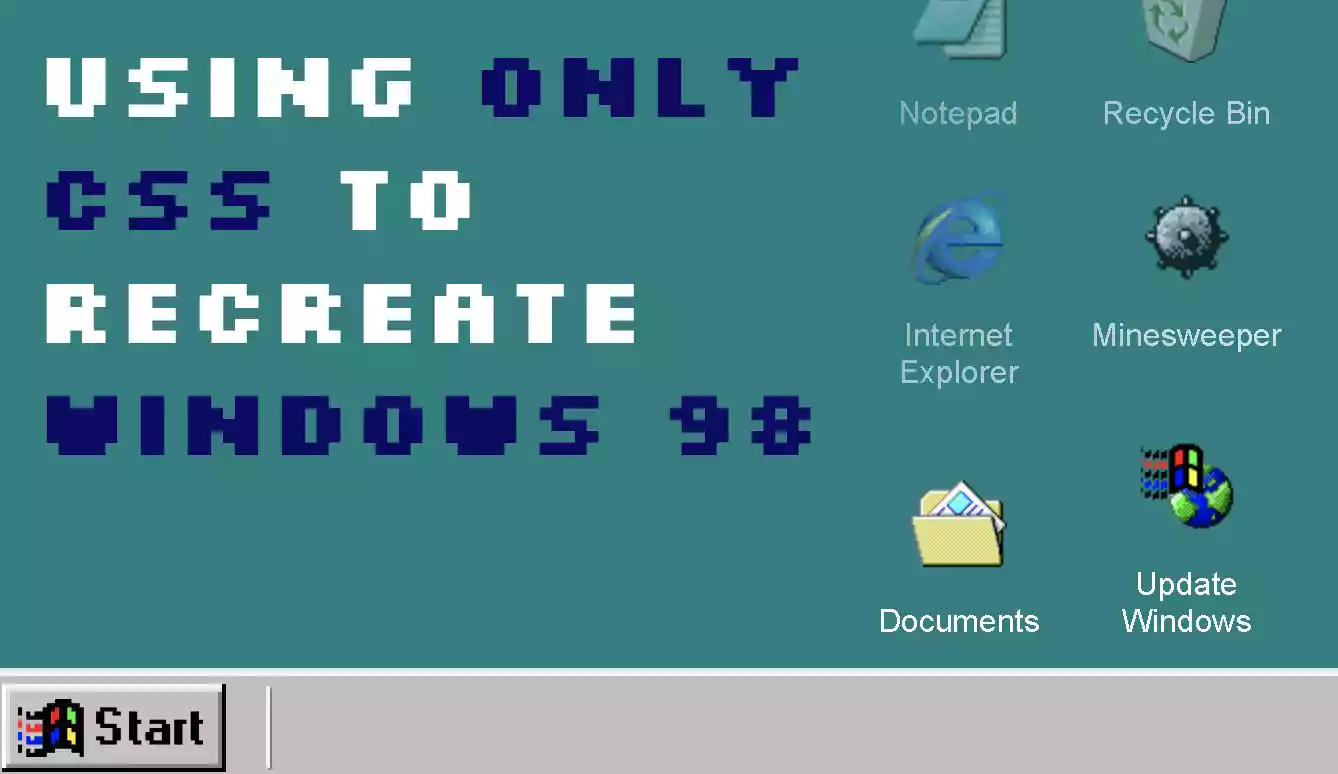 USING ONLY
CSS TO
RECREATE
WINDOWS 98
Notepad
Recycle Bin
Internet
Explorer
Minesweeper
Documents
Update
Windows
Start